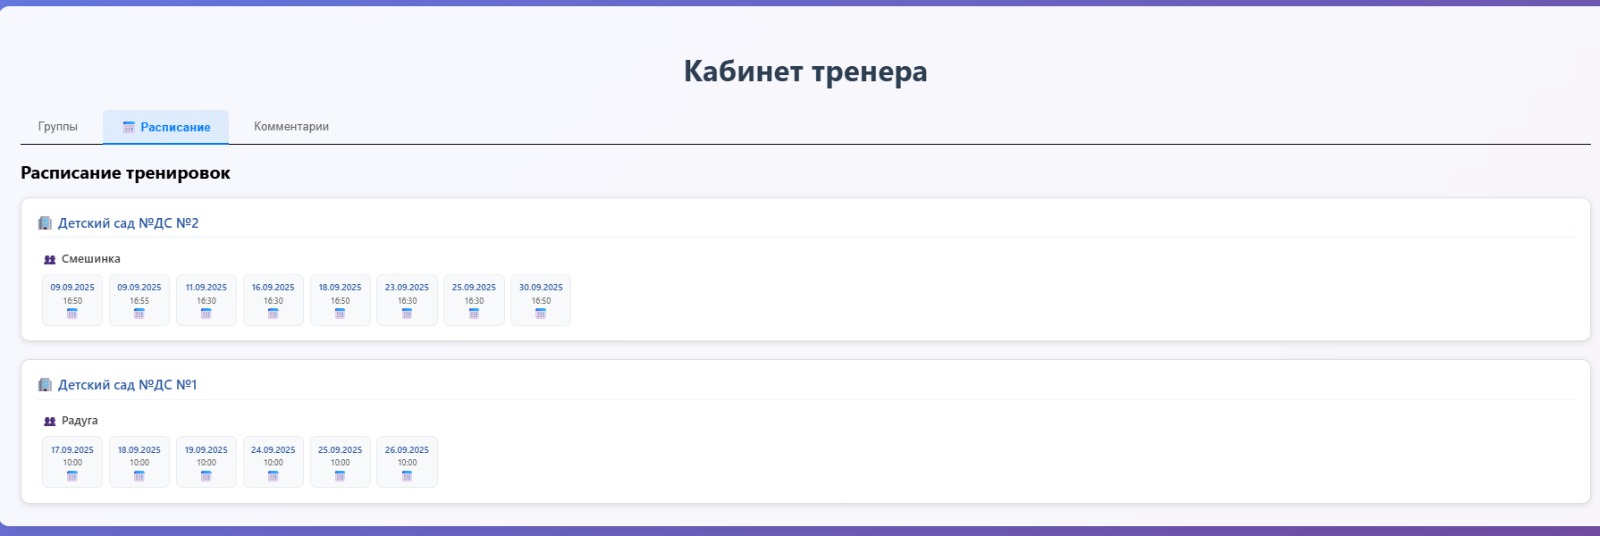 Кабинет тренера
Группы Расписание Комментарии
Расписание тренировок
Детский сад №ДС №2
Смешинка
09.09.2025 09.09.2025 11.09.2025 16.09.2025 18.09.2025 23.09.2025 25.09.2025 30.09.2025
16:50 16:55 16:30 16:30 16:50 16:30 16:30 16:50
Детский сад №ДС №1
Радуга
17.09.2025 18.09.2025 19.09.2025 24.09.2025 25.09.2025 26.09.2025
10:00 10:00 10:00 10:00 10:00 10:00